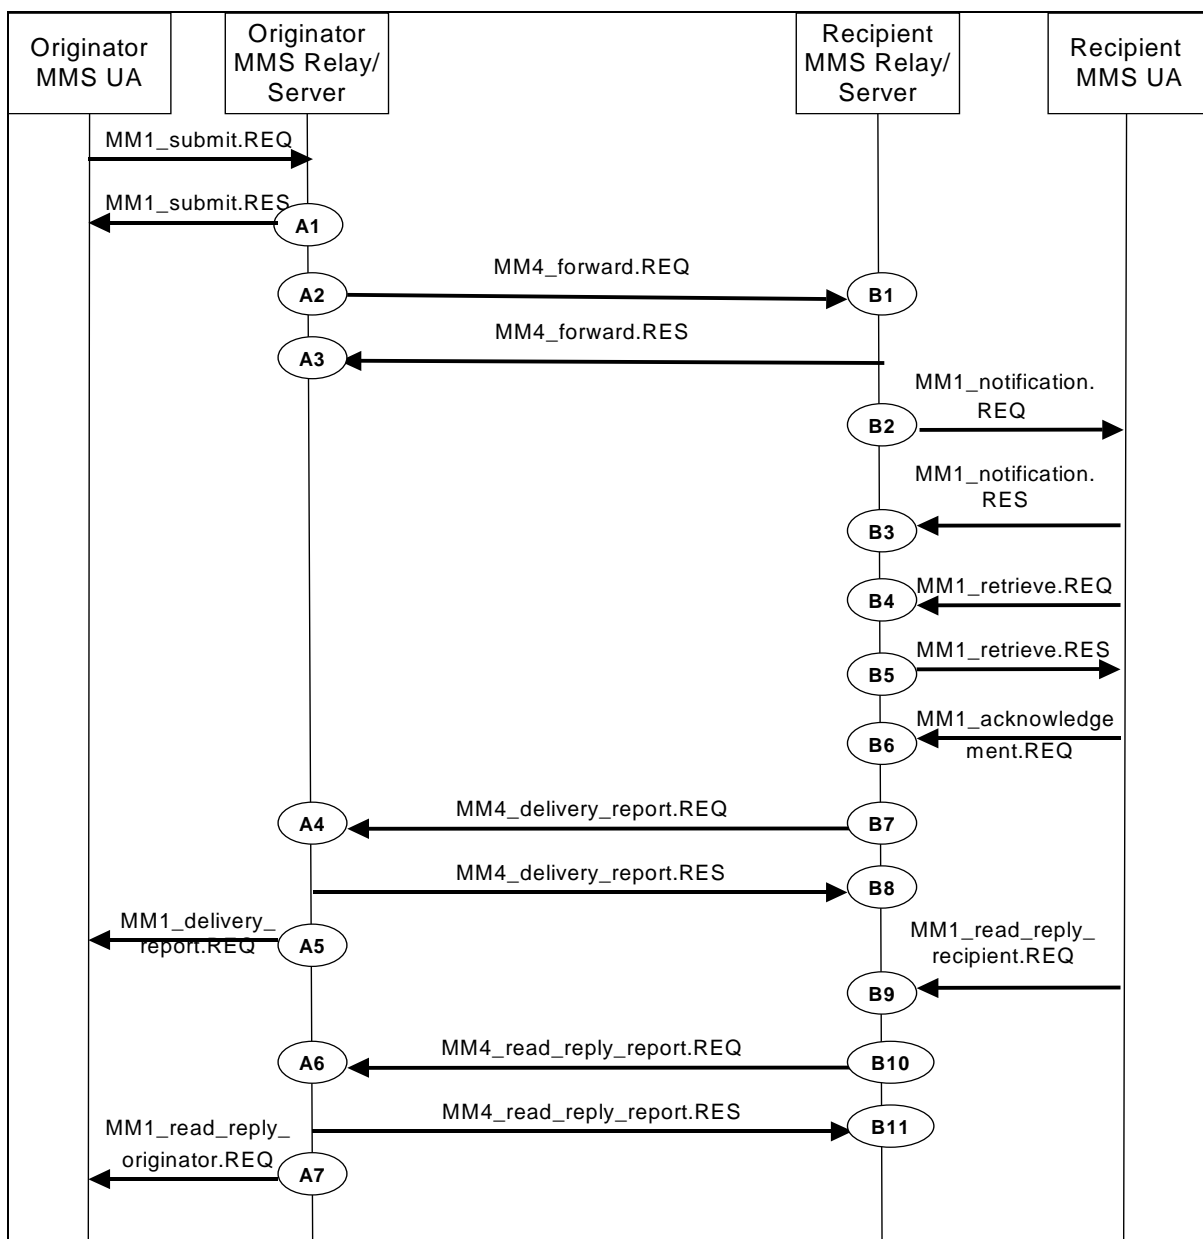 Originator
MMS UA
Originator
MMS Relay/
Server
Recipient
MMS Relay/
Server
Recipient
MMS UA
MM1_submit.REQ
MM1_submit.RES
A1
MM4_forward.REQ
A2
B1
MM4_forward.RES
A3
MM1_notification.
REQ
B2
MM1_notification.
RES
B3
MM1_retrieve.REQ
B4
MM1_retrieve.RES
B5
MM1_acknowledge
ment.REQ
B6
MM4_delivery_report.REQ
A4
B7
MM4_delivery_report.RES
B8
MM1_delivery_
report.REQ
A5
MM1_read_reply_
recipient.REQ
B9
MM4_read_reply_report.REQ
A6
B10
MM4_read_reply_report.RES
B11
MM1_read_reply_
originator.REQ
A7